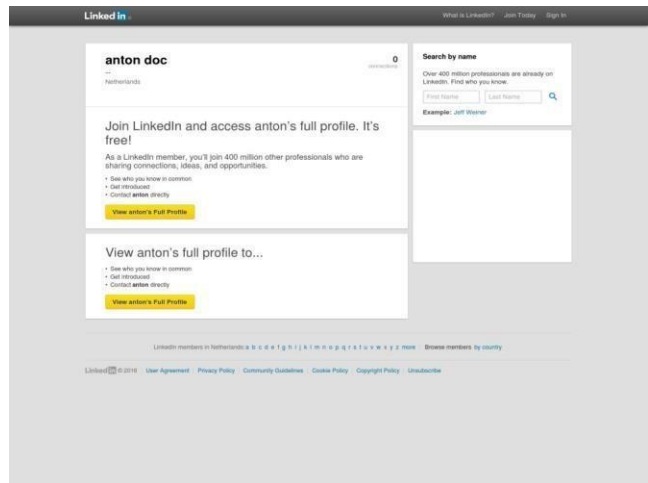 Linked in.
What is LinkedIn? Join Today Sign In
anton doc
0
connections
--
Netherlands
Join LinkedIn and access anton's full profile. It's
free!
As a LinkedIn member, you'll join 400 million other professionals who are
sharing connections, ideas, and opportunities.
• See who you know in common
• Get introduced
• Contact anton directly
View anton's Full Profile
View anton's full profile to...
• See who you know in common
• Get introduced
• Contact anton directly
View anton's Full Profile
Search by name
Over 400 million professionals are already on
LinkedIn. Find who you know.
First Name Last Name
Example: Jeff Weiner
LinkedIn members in Netherlands: a b c d e f g h i j k l m n o p q r s t u v w x y z more Browse members by country
Linked in © 2016 User Agreement Privacy Policy Community Guidelines Cookie Policy Copyright Policy Unsubscribe